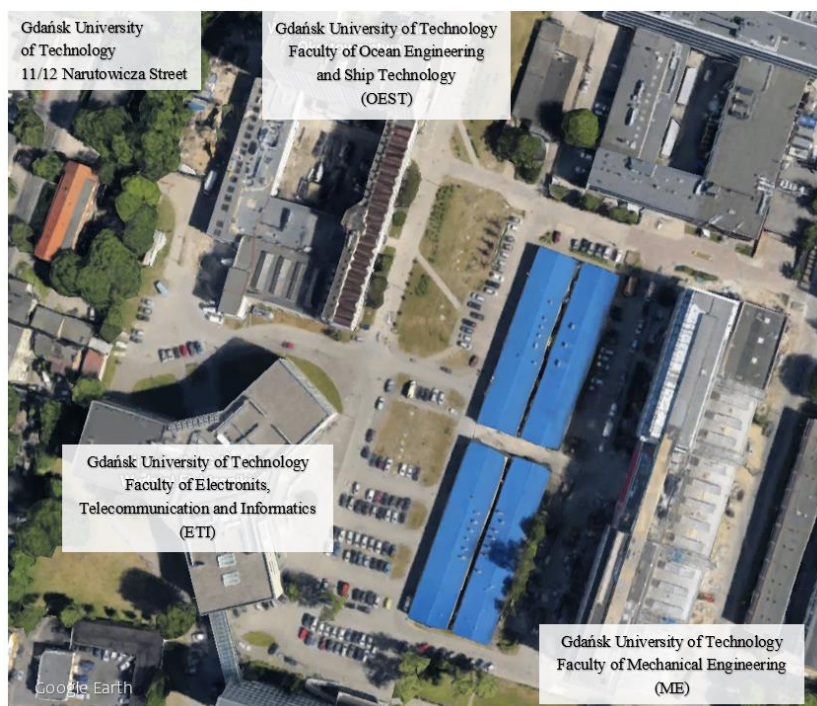 Gdańsk University
of Technology
11/12 Narutowicza Street
Gdańsk University of Technology
Faculty of Ocean Engineering
and Ship Technology
(OEST)
Gdańsk University of Technology
Faculty of Electronits,
Telecommunication and Informatics
(ETI)
Gdańsk University of Technology
Faculty of Mechanical Engineering
(ME)
Google Earth